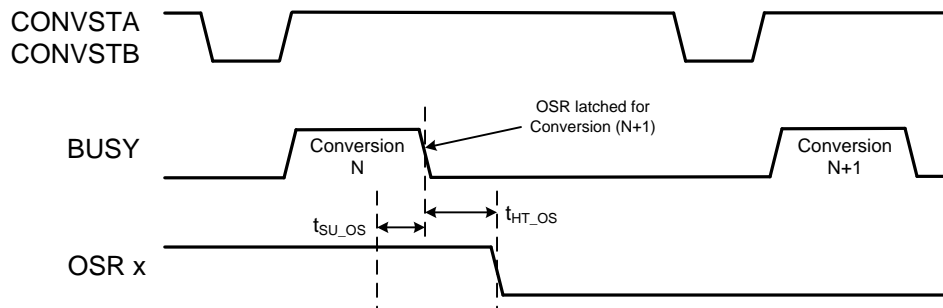 CONVSTA
CONVSTB
OSR latched for
Conversion (N+1)
BUSY
Conversion
N
Conversion
N+1
tSU_OS
tHT_OS
OSR x